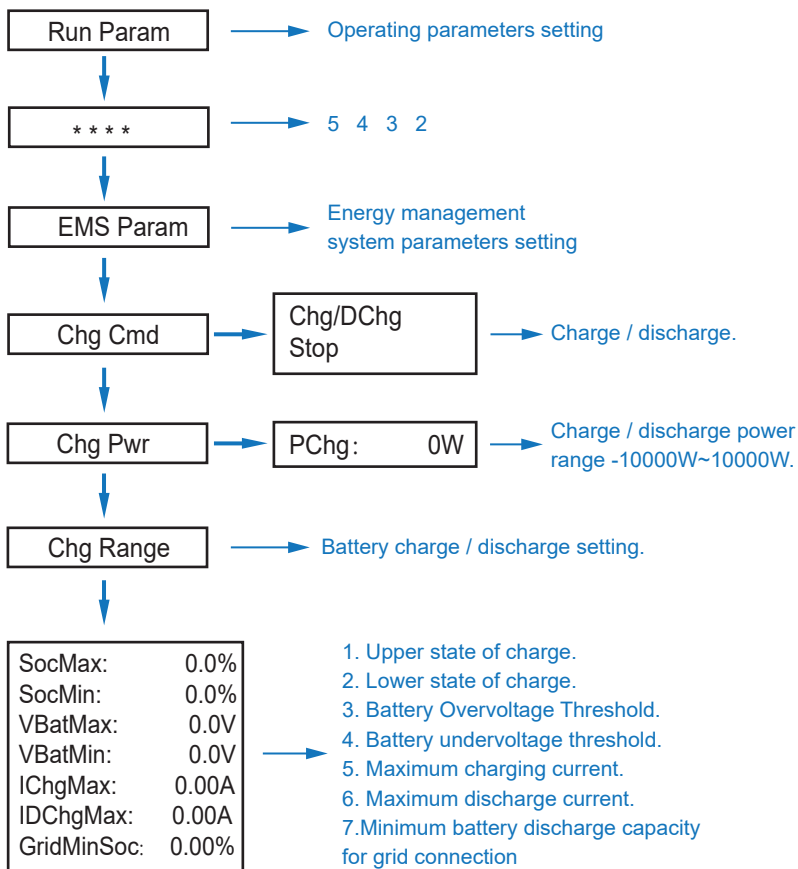 Run Param
Operating parameters setting
* * * *
5 4 3 2
EMS Param
Energy management
system parameters setting
Chg Cmd
Chg/DChg
Stop
Charge / discharge.
Chg Pwr
PChg: 0W
Charge / discharge power
range -10000W~10000W.
Chg Range
Battery charge / discharge setting.
SocMax: 0.0%
SocMin: 0.0%
VBatMax: 0.0V
VBatMin: 0.0V
IChgMax: 0.00A
IDChgMax: 0.00A
GridMinSoc: 0.00%
1. Upper state of charge.
2. Lower state of charge.
3. Battery Overvoltage Threshold.
4. Battery undervoltage threshold.
5. Maximum charging current.
6. Maximum discharge current.
7.Minimum battery discharge capacity
for grid connection